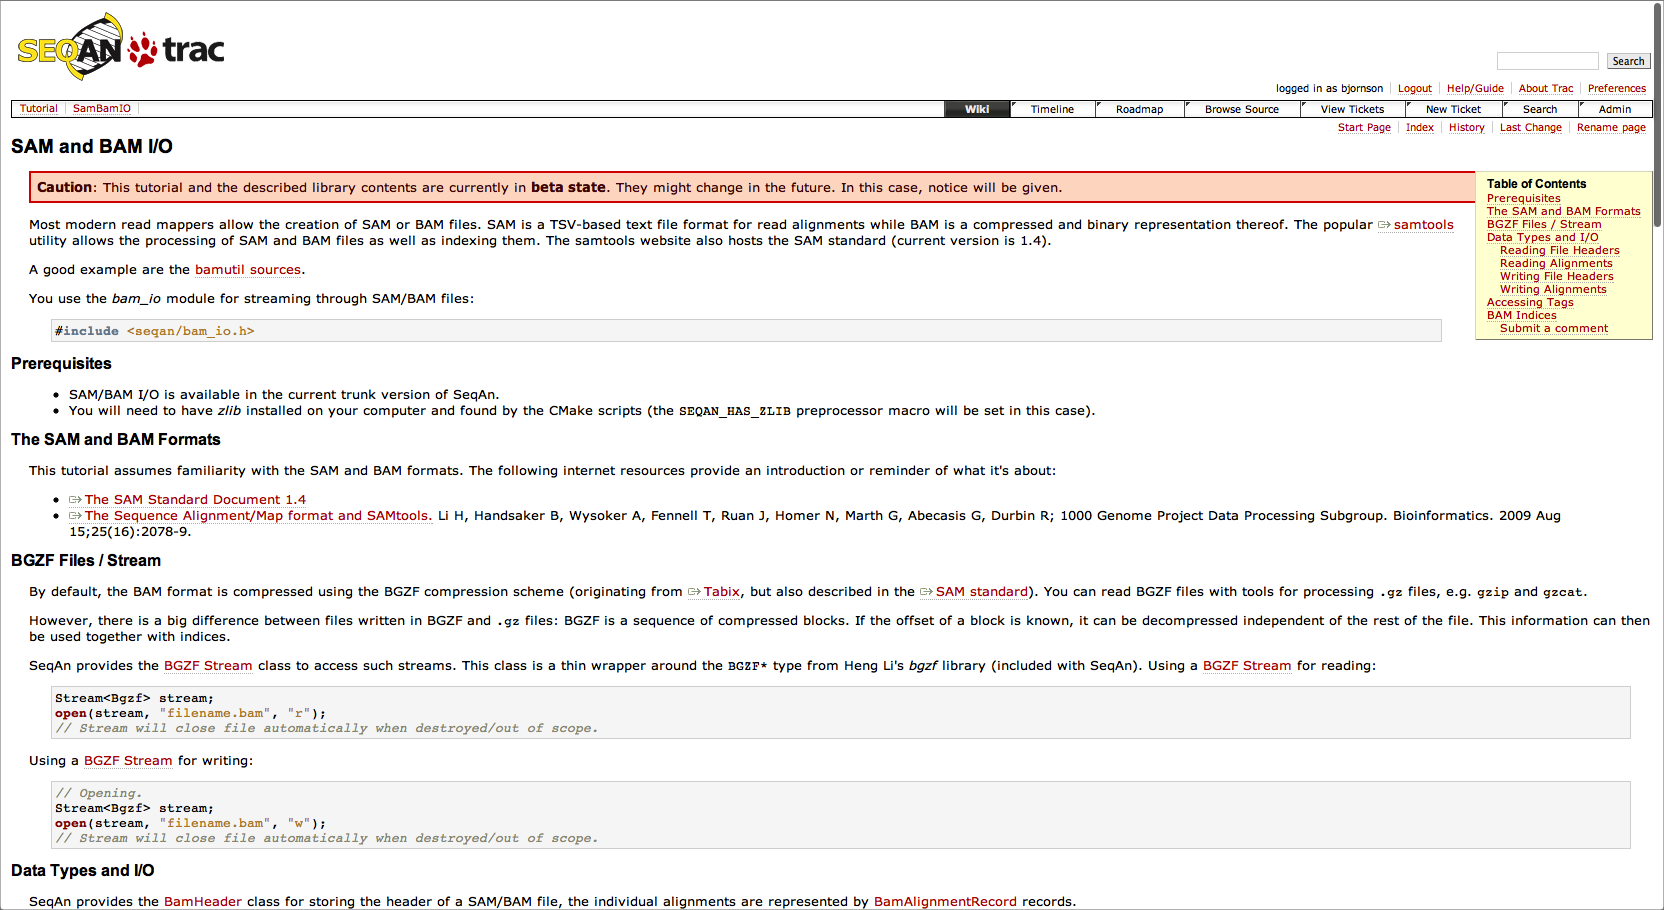 SEQAN trac
Search
logged in as bjornson Logout Help/Guide About Trac Preferences
Tutorial SamBamIO Wiki Timeline Roadmap Browse Source View Tickets New Ticket Search Admin
Start Page Index History Last Change Rename page
SAM and BAM I/O
Caution: This tutorial and the described library contents are currently in beta state. They might change in the future. In this case, notice will be given.
Table of Contents
Prerequisites
The SAM and BAM Formats
BGZF Files / Stream
Data Types and I/O
Reading File Headers
Reading Alignments
Writing File Headers
Writing Alignments
Accessing Tags
BAM Indices
Submit a comment
Most modern read mappers allow the creation of SAM or BAM files. SAM is a TSV-based text file format for read alignments while BAM is a compressed and binary representation thereof. The popular samtools
utility allows the processing of SAM and BAM files as well as indexing them. The samtools website also hosts the SAM standard (current version is 1.4).
A good example are the bamutil sources.
You use the bam_io module for streaming through SAM/BAM files:
#include <seqan/bam_io.h>
Prerequisites
• SAM/BAM I/O is available in the current trunk version of SeqAn.
• You will need to have zlib installed on your computer and found by the CMake scripts (the SEQAN_HAS_ZLIB preprocessor macro will be set in this case).
The SAM and BAM Formats
This tutorial assumes familiarity with the SAM and BAM formats. The following internet resources provide an introduction or reminder of what it's about:
• The SAM Standard Document 1.4
• The Sequence Alignment/Map format and SAMtools. Li H, Handsaker B, Wysoker A, Fennell T, Ruan J, Homer N, Marth G, Abecasis G, Durbin R; 1000 Genome Project Data Processing Subgroup. Bioinformatics. 2009 Aug
15;25(16):2078-9.
BGZF Files / Stream
By default, the BAM format is compressed using the BGZF compression scheme (originating from Tabix, but also described in the SAM standard). You can read BGZF files with tools for processing .gz files, e.g. gzip and gzcat.
However, there is a big difference between files written in BGZF and .gz files: BGZF is a sequence of compressed blocks. If the offset of a block is known, it can be decompressed independent of the rest of the file. This information can then
be used together with indices.
SeqAn provides the BGZF Stream class to access such streams. This class is a thin wrapper around the BGZF* type from Heng Li's bgzf library (included with SeqAn). Using a BGZF Stream for reading:
Stream<Bgzf> stream;
open(stream, "filename.bam", "r");
// Stream will close file automatically when destroyed/out of scope.
Using a BGZF Stream for writing:
// Opening.
Stream<Bgzf> stream;
open(stream, "filename.bam", "w");
// Stream will close file automatically when destroyed/out of scope.
Data Types and I/O
SeqAn provides the BamHeader class for storing the header of a SAM/BAM file, the individual alignments are represented by BamAlignmentRecord records.